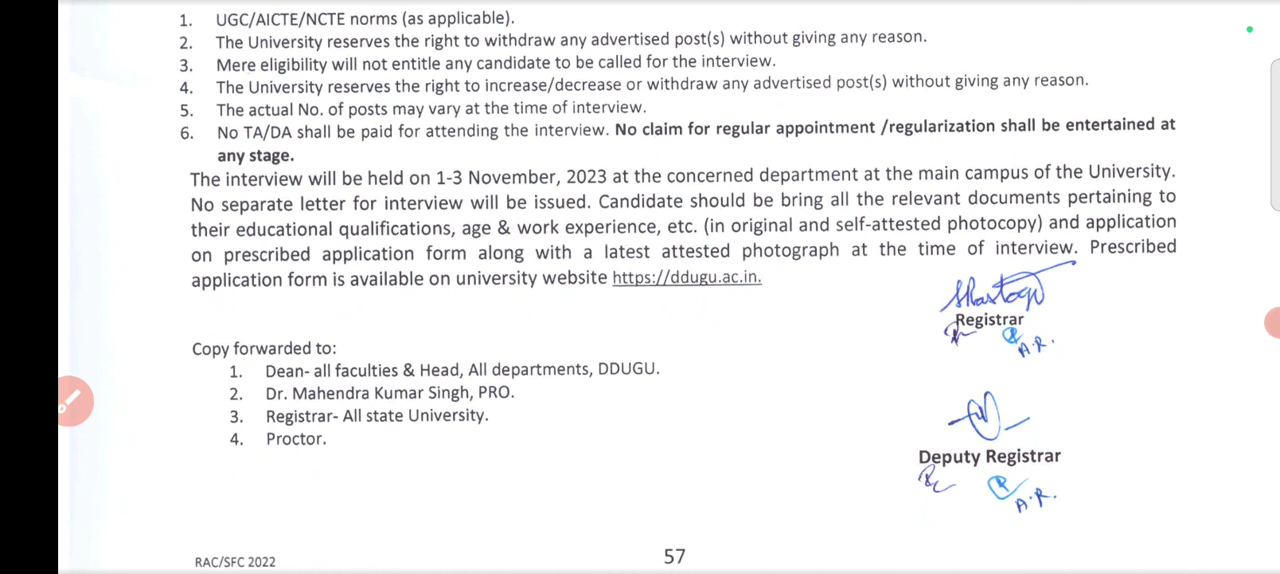 1. UGC/AICTE/NCTE norms (as applicable).
2. The University reserves the right to withdraw any advertised post(s) without giving any reason.
3. Mere eligibility will not entitle any candidate to be called for the interview.
4. The University reserves the right to increase/decrease or withdraw any advertised post(s) without giving any reason.
5. The actual No. of posts may vary at the time of interview.
6. No TA/DA shall be paid for attending the interview. No claim for regular appointment /regularization shall be entertained at
any stage.
The interview will be held on 1-3 November, 2023 at the concerned department at the main campus of the University.
No separate letter for interview will be issued. Candidate should be bring all the relevant documents pertaining to
their educational qualifications, age & work experience, etc. (in original and self-attested photocopy) and application
on prescribed application form along with a latest attested photograph at the time of interview. Prescribed
application form is available on university website https://ddugu.ac.in.
Registrar
A.R.
Copy forwarded to:
1. Dean- all faculties & Head, All departments, DDUGU.
2. Dr. Mahendra Kumar Singh, PRO.
3. Registrar- All state University.
4. Proctor.
Deputy Registrar
A.R.
RAC/SFC 2022
57